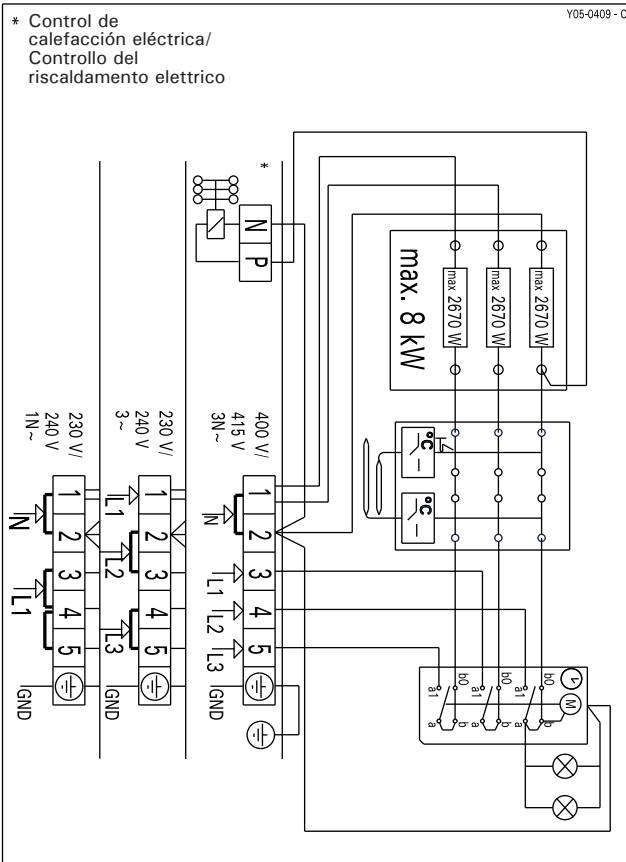 * Control de
calefacción eléctrica/
Controllo del
riscaldamento elettrico
Y05-0409 - C
*
N
P
max. 8 kW
max 2670 W
max 2670 W
max 2670 W
°C
°C
230 V/
240 V
1N~
1
2
3
4
5
N
L1
GND
230 V/
240 V
3~
1
2
3
4
5
L1
L2
L3
GND
400 V/
415 V
3N~
1
2
3
4
5
N
L1
L2
L3
GND
b0
b0
b0
a1
a1
a1
a
b
a
b
a
b
1
M